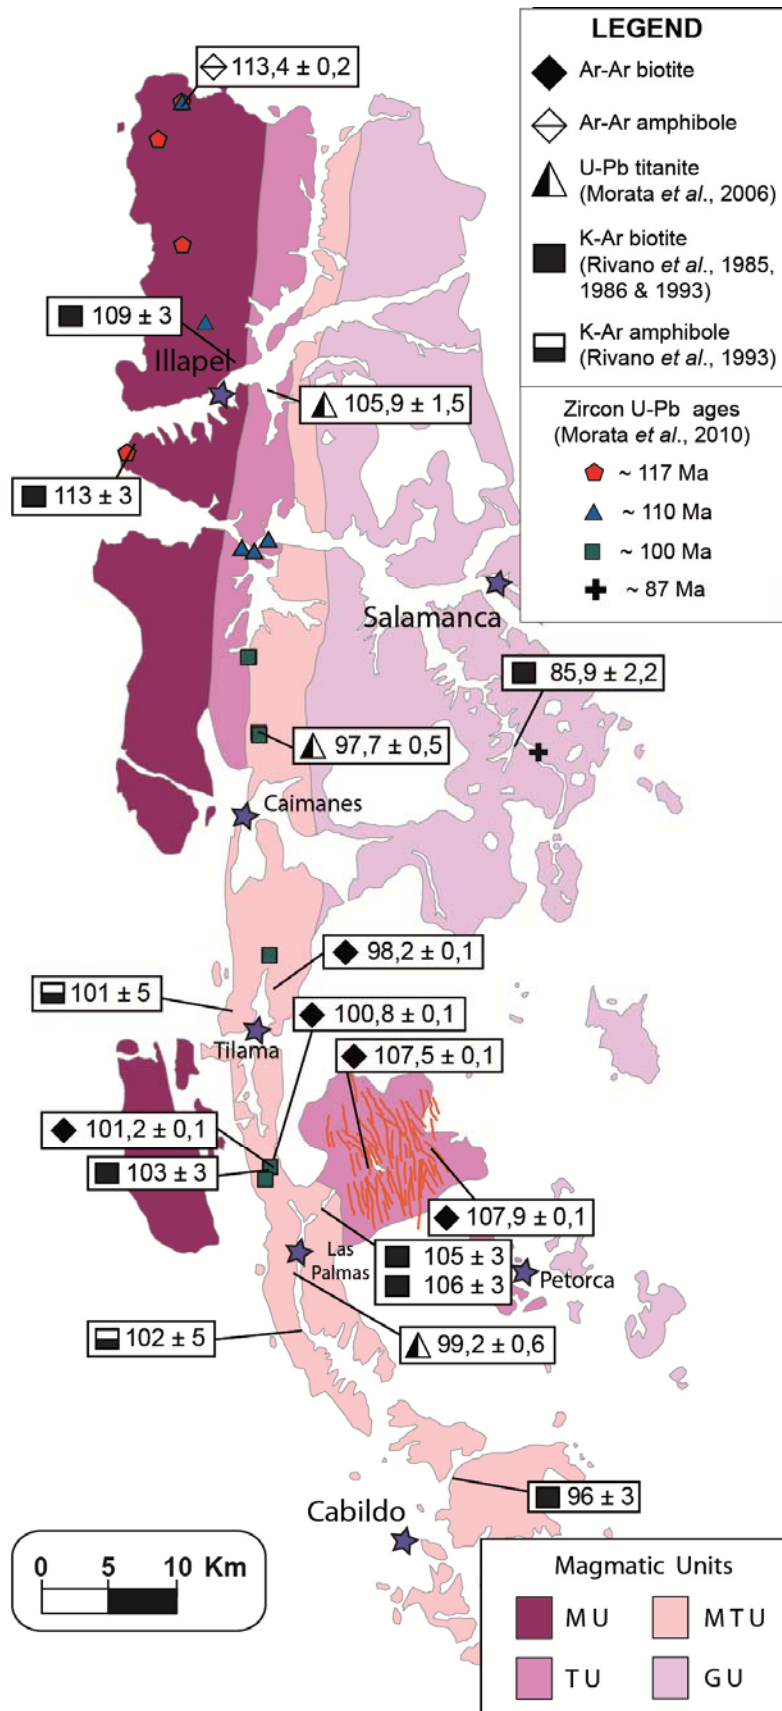 LEGEND
Ar-Ar biotite
Ar-Ar amphibole
U-Pb titanite
(Morata et al., 2006)
K-Ar biotite
(Rivano et al., 1985,
1986 & 1993)
K-Ar amphibole
(Rivano et al., 1993)
Zircon U-Pb ages
(Morata et al., 2010)
~ 117 Ma
~ 110 Ma
~ 100 Ma
~ 87 Ma
113,4 ± 0,2
109 ± 3
Illapel
105,9 ± 1,5
113 ± 3
Salamanca
85,9 ± 2,2
97,7 ± 0,5
Caimanes
98,2 ± 0,1
101 ± 5
100,8 ± 0,1
Tilama
107,5 ± 0,1
101,2 ± 0,1
103 ± 3
107,9 ± 0,1
Las
Palmas
105 ± 3
106 ± 3
Petorca
102 ± 5
99,2 ± 0,6
96 ± 3
Cabildo
0 5 10 Km
Magmatic Units
MU
MTU
TU
GU